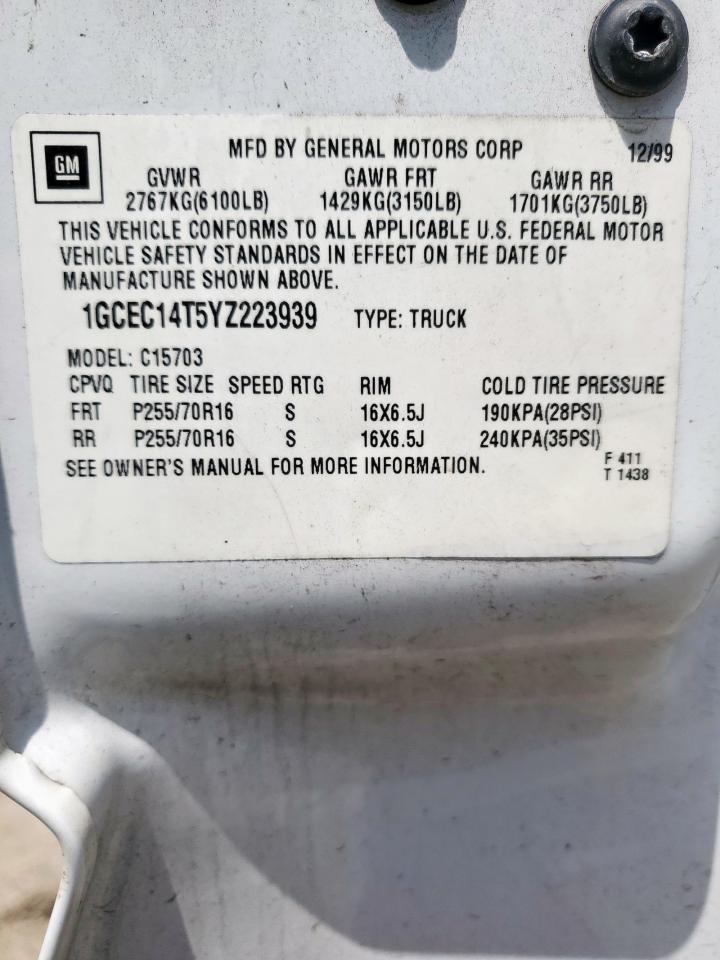 GM
MFD BY GENERAL MOTORS CORP 12/99
GVWR GAWR FRT GAWR RR
2767KG(6100LB) 1429KG(3150LB) 1701KG(3750LB)
THIS VEHICLE CONFORMS TO ALL APPLICABLE U.S. FEDERAL MOTOR
VEHICLE SAFETY STANDARDS IN EFFECT ON THE DATE OF
MANUFACTURE SHOWN ABOVE.
1GCEC14T5YZ223939 TYPE: TRUCK
MODEL: C15703
CPVQ TIRE SIZE SPEED RTG RIM COLD TIRE PRESSURE
FRT P255/70R16 S 16X6.5J 190KPA(28PSI)
RR P255/70R16 S 16X6.5J 240KPA(35PSI)
SEE OWNER'S MANUAL FOR MORE INFORMATION.
F 411
T 1438